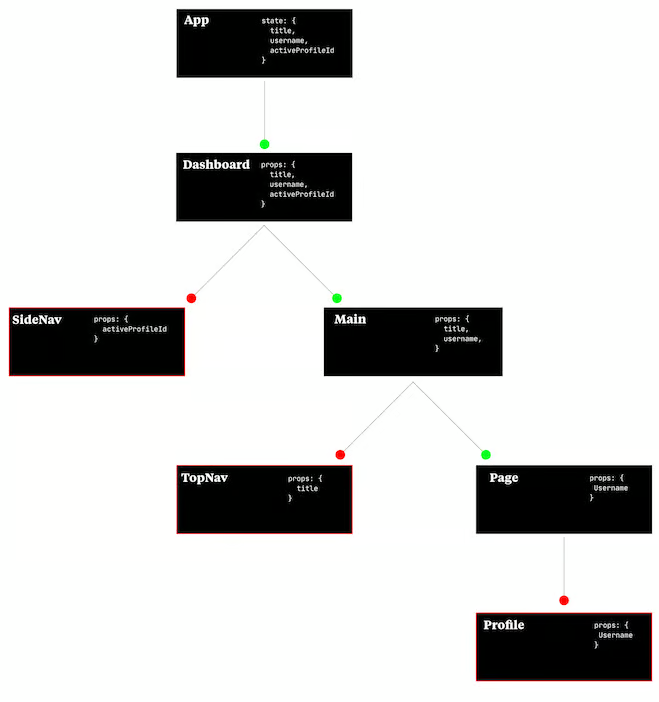 App
state: {
title,
username,
activeProfileId
}
Dashboard
props: {
title,
username,
activeProfileId
}
SideNav
props: {
activeProfileId
}
Main
props: {
title,
username,
}
TopNav
props: {
title
}
Page
props: {
Username
}
Profile
props: {
Username
}